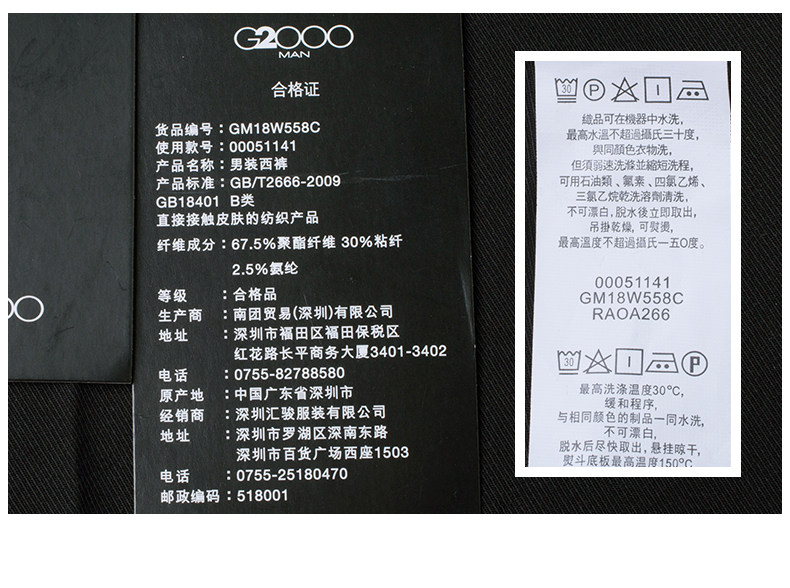 G2000
MAN
合格证
货品编号：GM18W558C
使用款号：00051141
产品名称：男装西裤
产品标准：GB/T2666-2009
GB18401 B类
直接接触皮肤的纺织产品
纤维成分：67.5%聚酯纤维 30%粘纤
2.5%氨纶
等级：合格品
生产商：南团贸易(深圳)有限公司
地址：深圳市福田区福田保税区
红花路长平商务大厦3401-3402
电话：0755-82788580
原产地：中国广东省深圳市
经销商：深圳汇骏服装有限公司
地址：深圳市罗湖区深南东路
深圳市百货广场西座1503
电话：0755-25180470
邮政编码：518001
30 P
織品可在機器中水洗，
最高水溫不超過攝氏三十度，
與同顏色衣物洗，
但須弱速洗滌並縮短洗程，
可用石油類、氟素、四氯乙烯、
三氯乙烷乾洗溶劑清洗，
不可漂白，脫水後立即取出，
吊掛乾燥，可熨燙，
最高溫度不超過攝氏一五O度。
00051141
GM18W558C
RAOA266
30 P
最高洗涤温度30°C，
缓和程序，
与相同颜色的制品一同水洗，
不可漂白，
脱水后尽快取出，悬挂晾干，
熨斗底板最高温度150°C